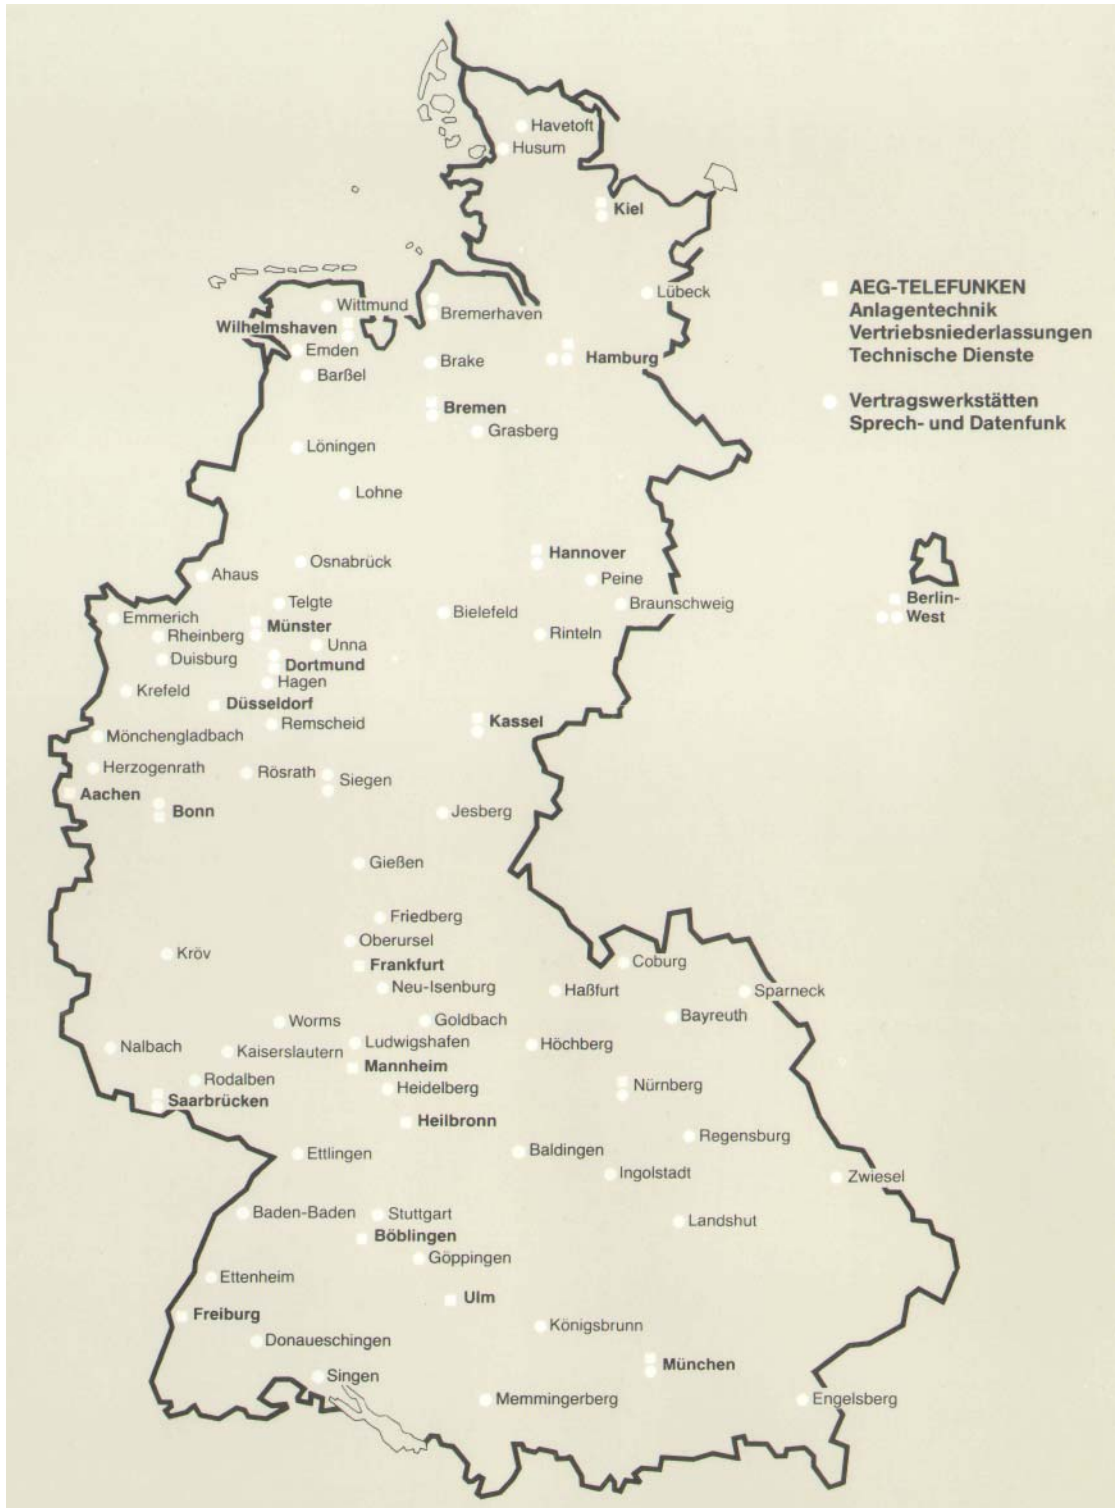 Havetoft
Husum
Kiel
Lübeck
Wittmund
Bremerhaven
Wilhelmshaven
Emden
Barßel
Brake
Hamburg
Bremen
Grasberg
Löningen
Lohne
Hannover
Osnabrück
Ahaus
Peine
Telgte
Braunschweig
Emmerich
Bielefeld
Münster
Rheinberg
Rinteln
Unna
Duisburg
Dortmund
Hagen
Krefeld
Düsseldorf
Remscheid
Kassel
Mönchengladbach
Herzogenrath
Rösrath
Siegen
Aachen
Bonn
Jesberg
Gießen
Friedberg
Oberursel
Kröv
Coburg
Frankfurt
Neu-Isenburg
Haßfurt
Sparneck
Bayreuth
Worms
Goldbach
Ludwigshafen
Höchberg
Nalbach
Kaiserslautern
Mannheim
Rodalben
Heidelberg
Nürnberg
Saarbrücken
Heilbronn
Regensburg
Ettlingen
Baldingen
Ingolstadt
Zwiesel
Baden-Baden
Stuttgart
Landshut
Böblingen
Göppingen
Ettenheim
Ulm
Freiburg
Königsbrunn
Donaueschingen
München
Singen
Memmingerberg
Engelsberg
AEG-TELEFUNKEN
Anlagentechnik
Vertriebsniederlassungen
Technische Dienste
Vertragswerkstätten
Sprech- und Datenfunk
Berlin-
West